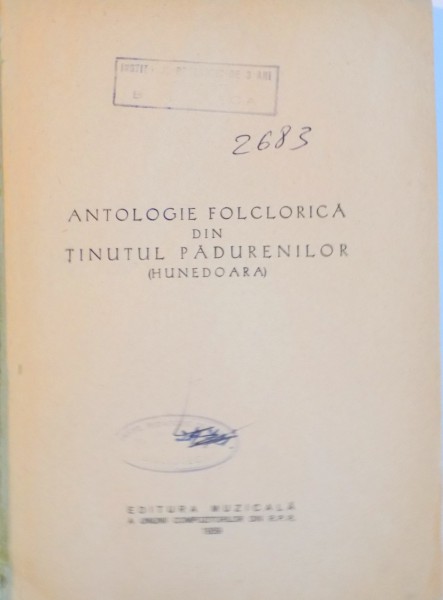 2683
ANTOLOGIE FOLCLORICĂ
DIN
ȚINUTUL PĂDURENILOR
(HUNEDOARA)
EDITURA MUZICALĂ
A UNIUNII COMPOZITORILOR DIN R.P.R.